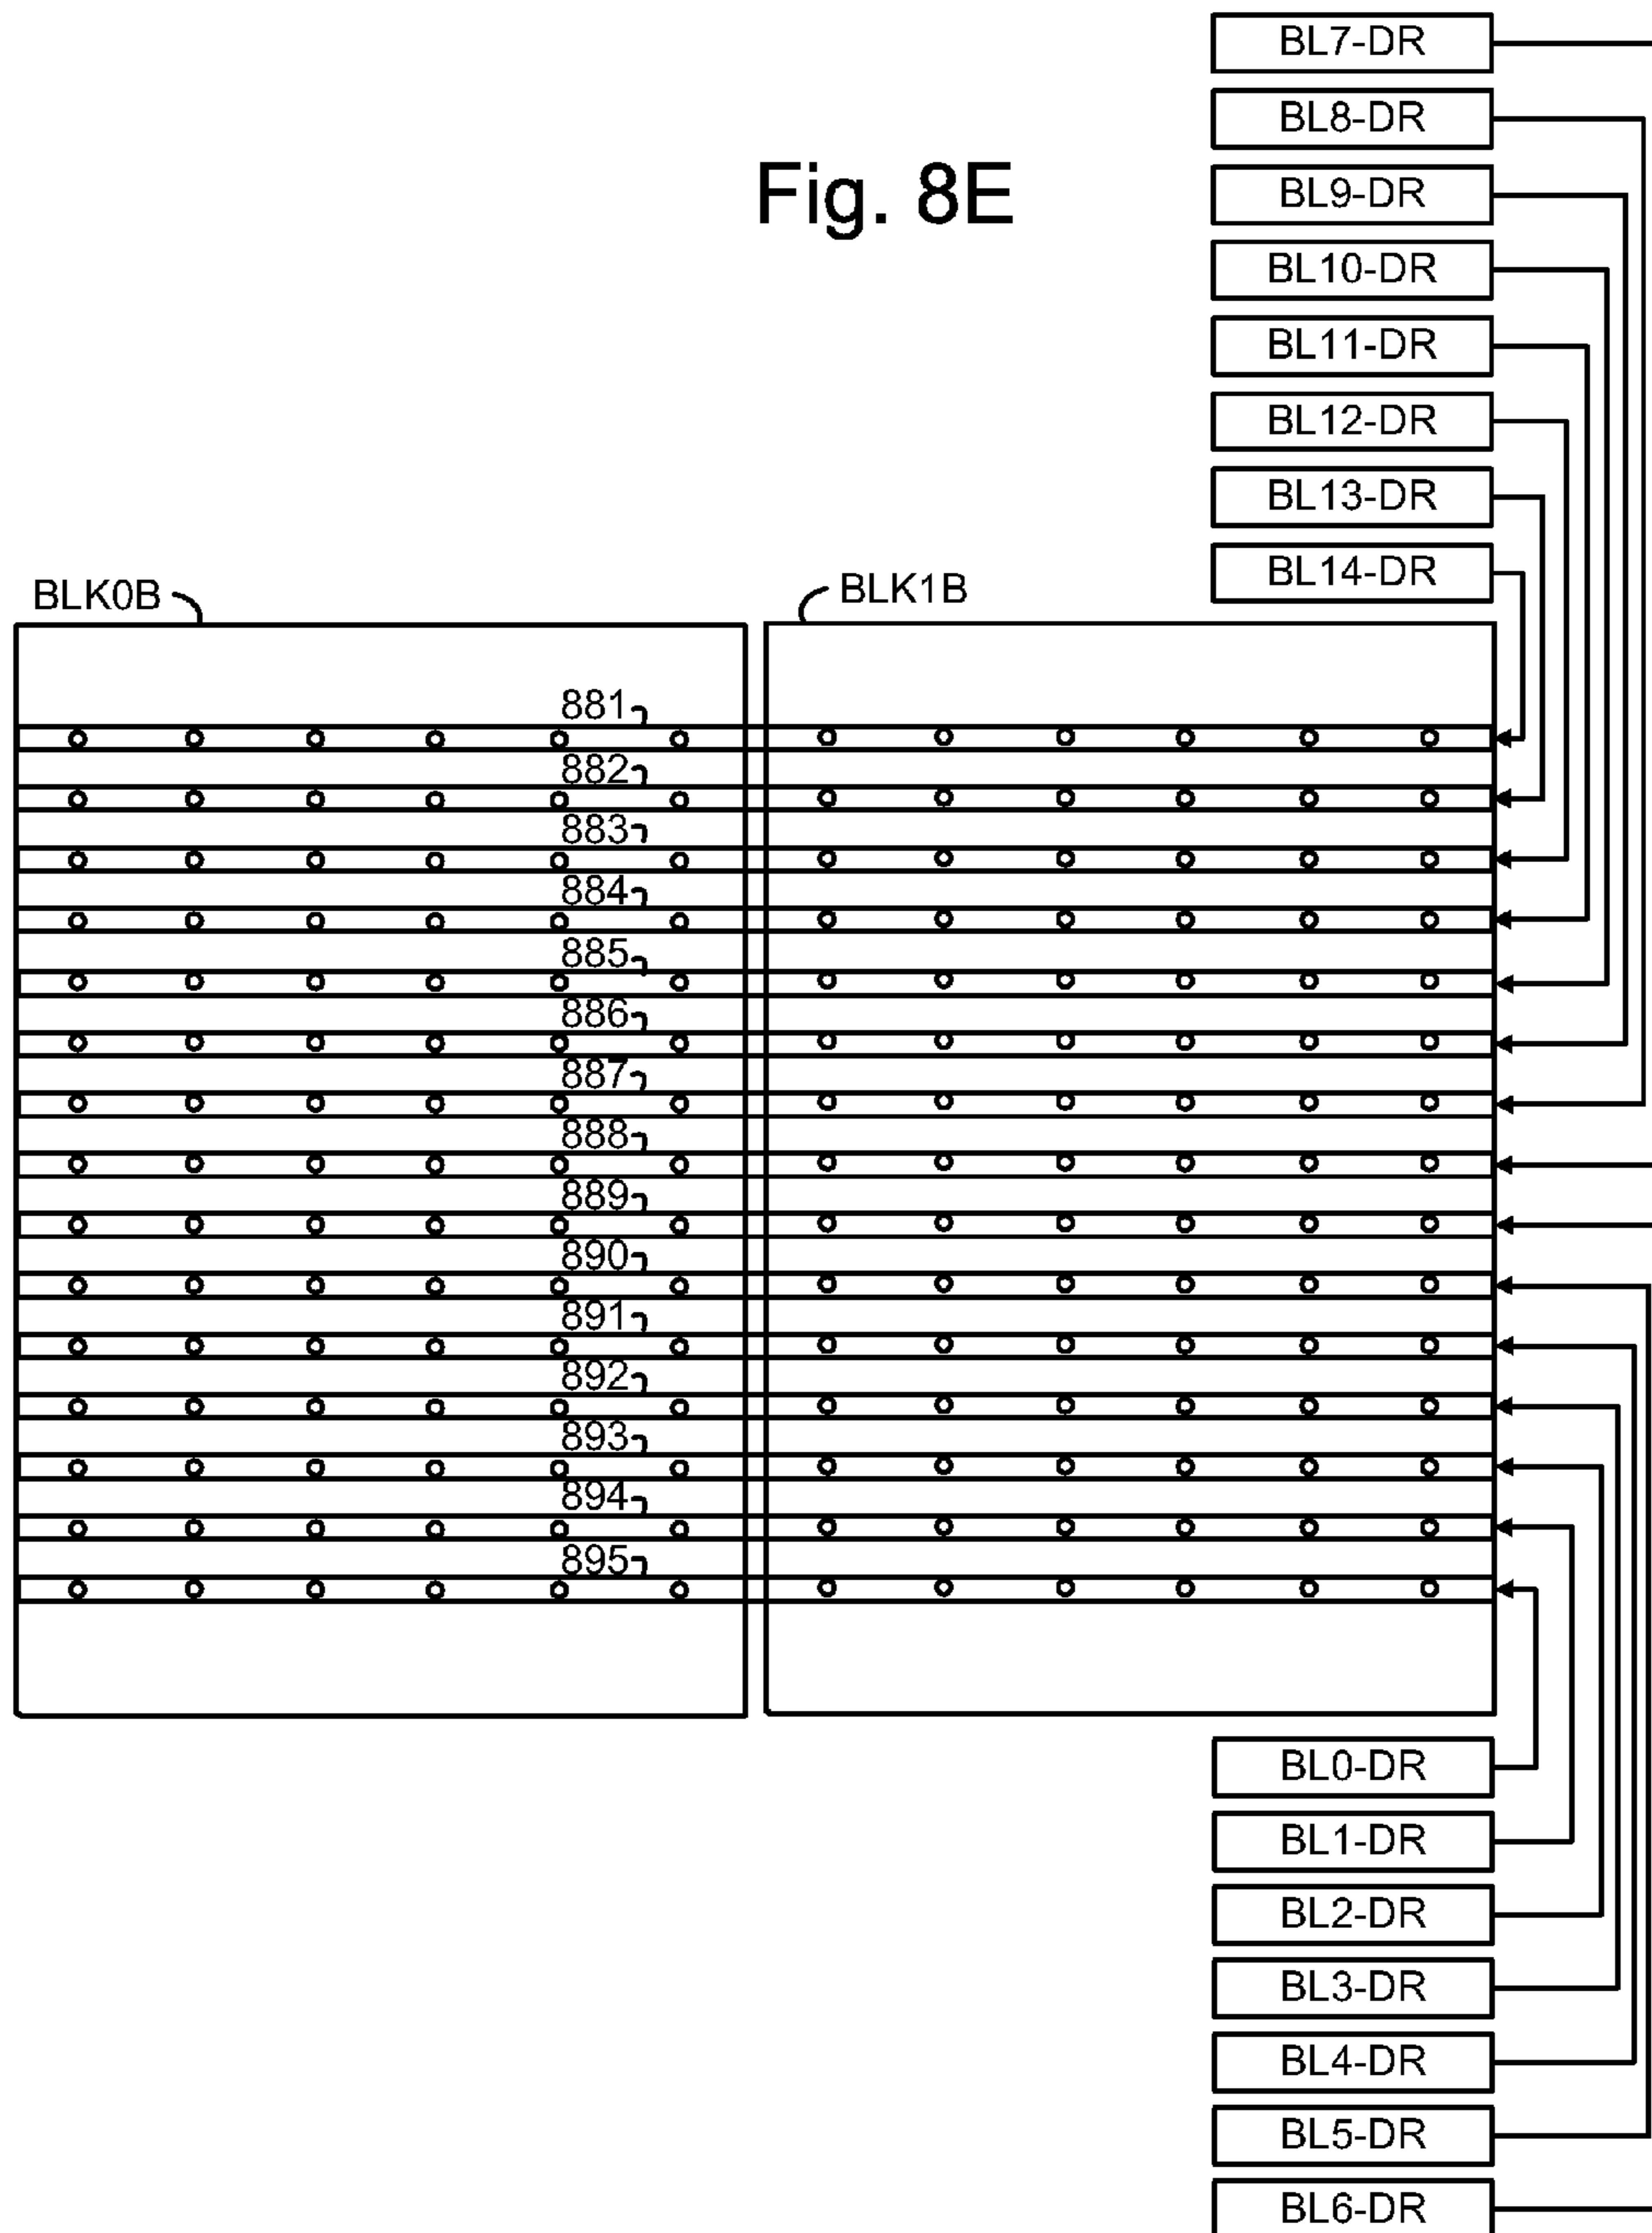 BL7-DR
BL8-DR
Fig. 8E
BL9-DR
BL10-DR
BL11-DR
BL12-DR
BL13-DR
BL14-DR
BLK0B
BLK1B
881
882
883
884
885
886
887
888
889
890
891
892
893
894
895
BL0-DR
BL1-DR
BL2-DR
BL3-DR
BL4-DR
BL5-DR
BL6-DR